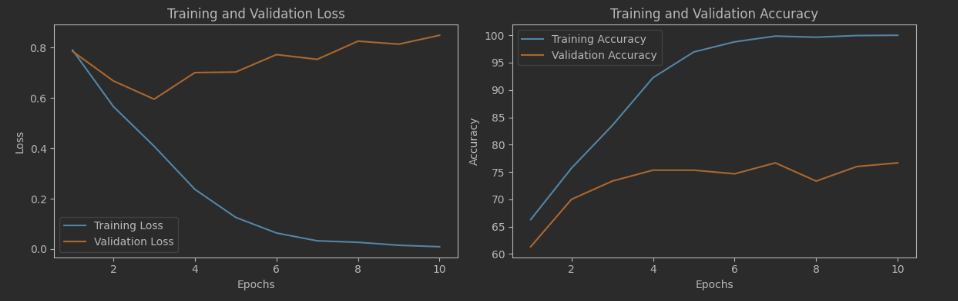 Training and Validation Loss
0.8
0.6
0.4
0.2
0.0
Loss
Training Loss
Validation Loss
2 4 6 8 10
Epochs
Training and Validation Accuracy
100
95
90
85
80
75
70
65
60
Accuracy
Training Accuracy
Validation Accuracy
2 4 6 8 10
Epochs